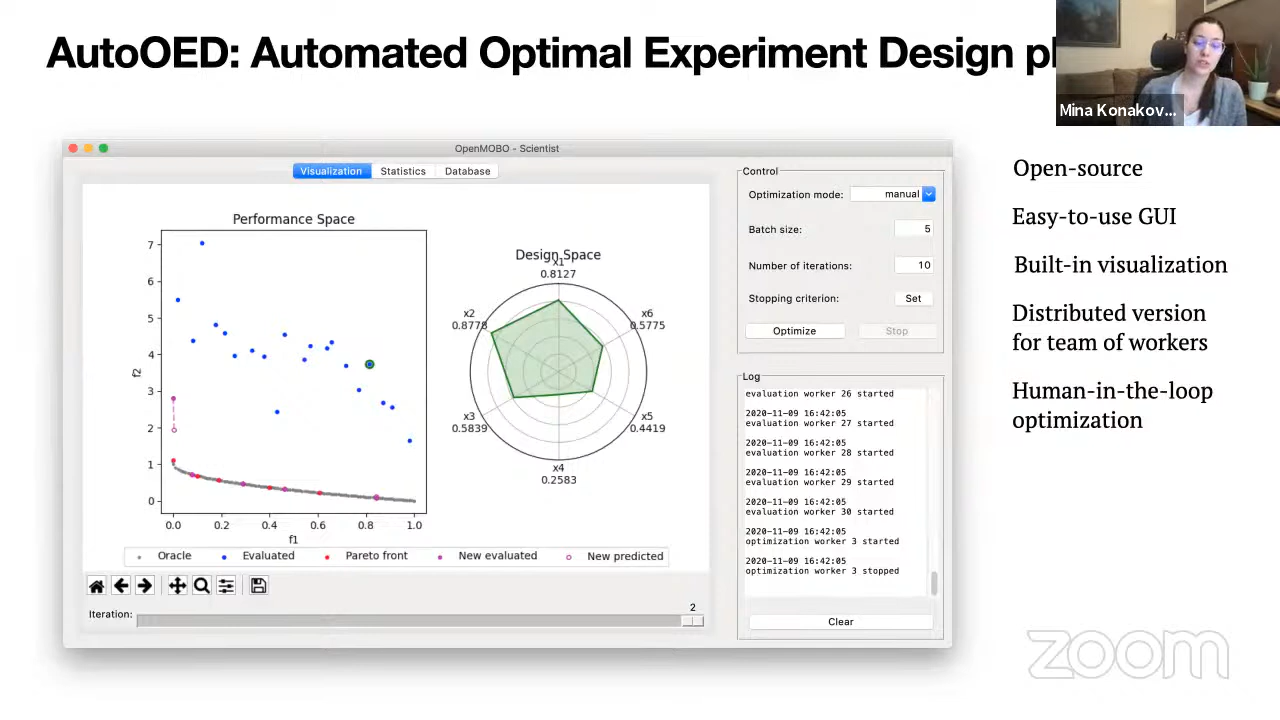 AutoOED: Automated Optimal Experiment Design
Mina Konakov...
OpenMOBO - Scientist
Visualization
Statistics
Database
Performance Space
7
6
5
4
3
2
1
0
f2
0.0
0.2
0.4
0.6
0.8
1.0
f1
Design Space
x1
0.8127
x2
0.8778
x6
0.5775
x3
0.5839
x5
0.4419
x4
0.2583
Oracle
Evaluated
Pareto front
New evaluated
New predicted
Iteration:
2
Control
Optimization mode:
manual
Batch size:
5
Number of iterations:
10
Stopping criterion:
Set
Optimize
Stop
Log
evaluation worker 26 started
2020-11-09 16:42:05
evaluation worker 27 started
2020-11-09 16:42:05
evaluation worker 28 started
2020-11-09 16:42:05
evaluation worker 29 started
2020-11-09 16:42:05
evaluation worker 30 started
2020-11-09 16:42:05
optimization worker 3 started
2020-11-09 16:42:05
optimization worker 3 stopped
Clear
Open-source
Easy-to-use GUI
Built-in visualization
Distributed version
for team of workers
Human-in-the-loop
optimization
zoom